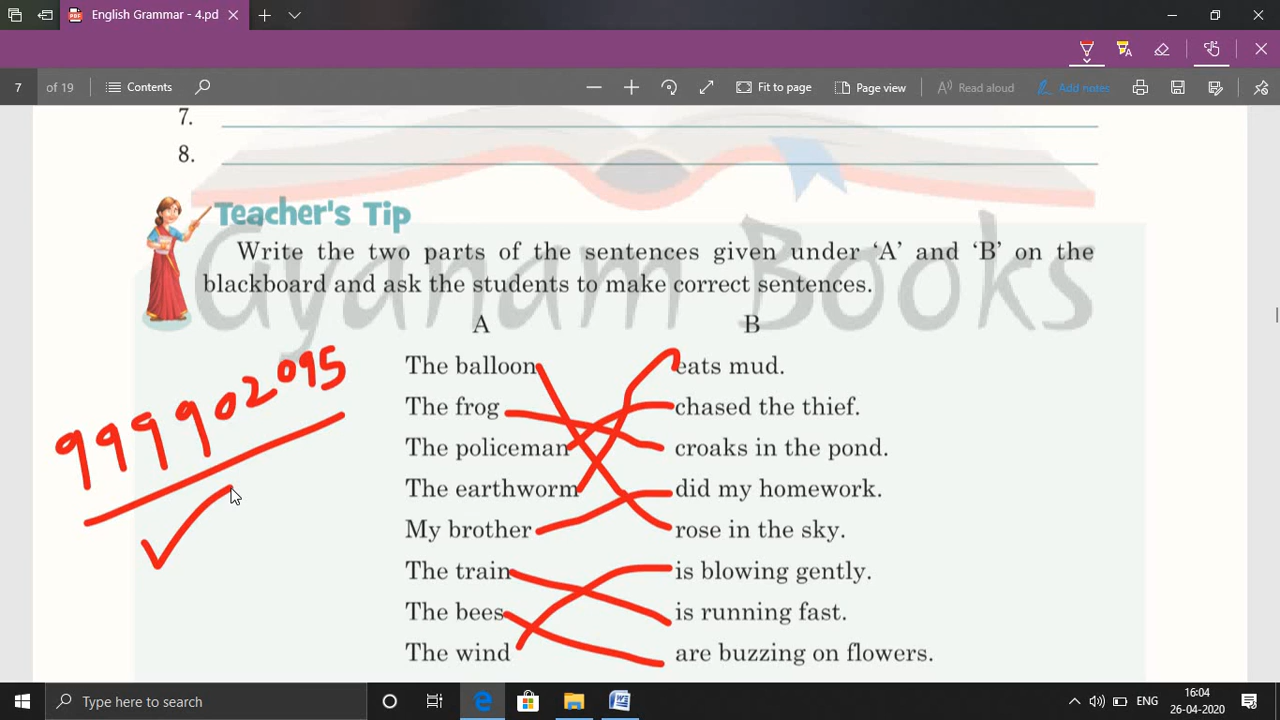 English Grammar - 4.pd
7 of 19 Contents Fit to page Page view Read aloud Add notes
7.
8.
Teacher's Tip
Write the two parts of the sentences given under ‘A’ and ‘B’ on the
blackboard and ask the students to make correct sentences.
Gyanam Books
A B
The balloon eats mud.
The frog chased the thief.
The policeman croaks in the pond.
The earthworm did my homework.
My brother rose in the sky.
The train is blowing gently.
The bees is running fast.
The wind are buzzing on flowers.
999902095
Type here to search
ENG
16:04
26-04-2020